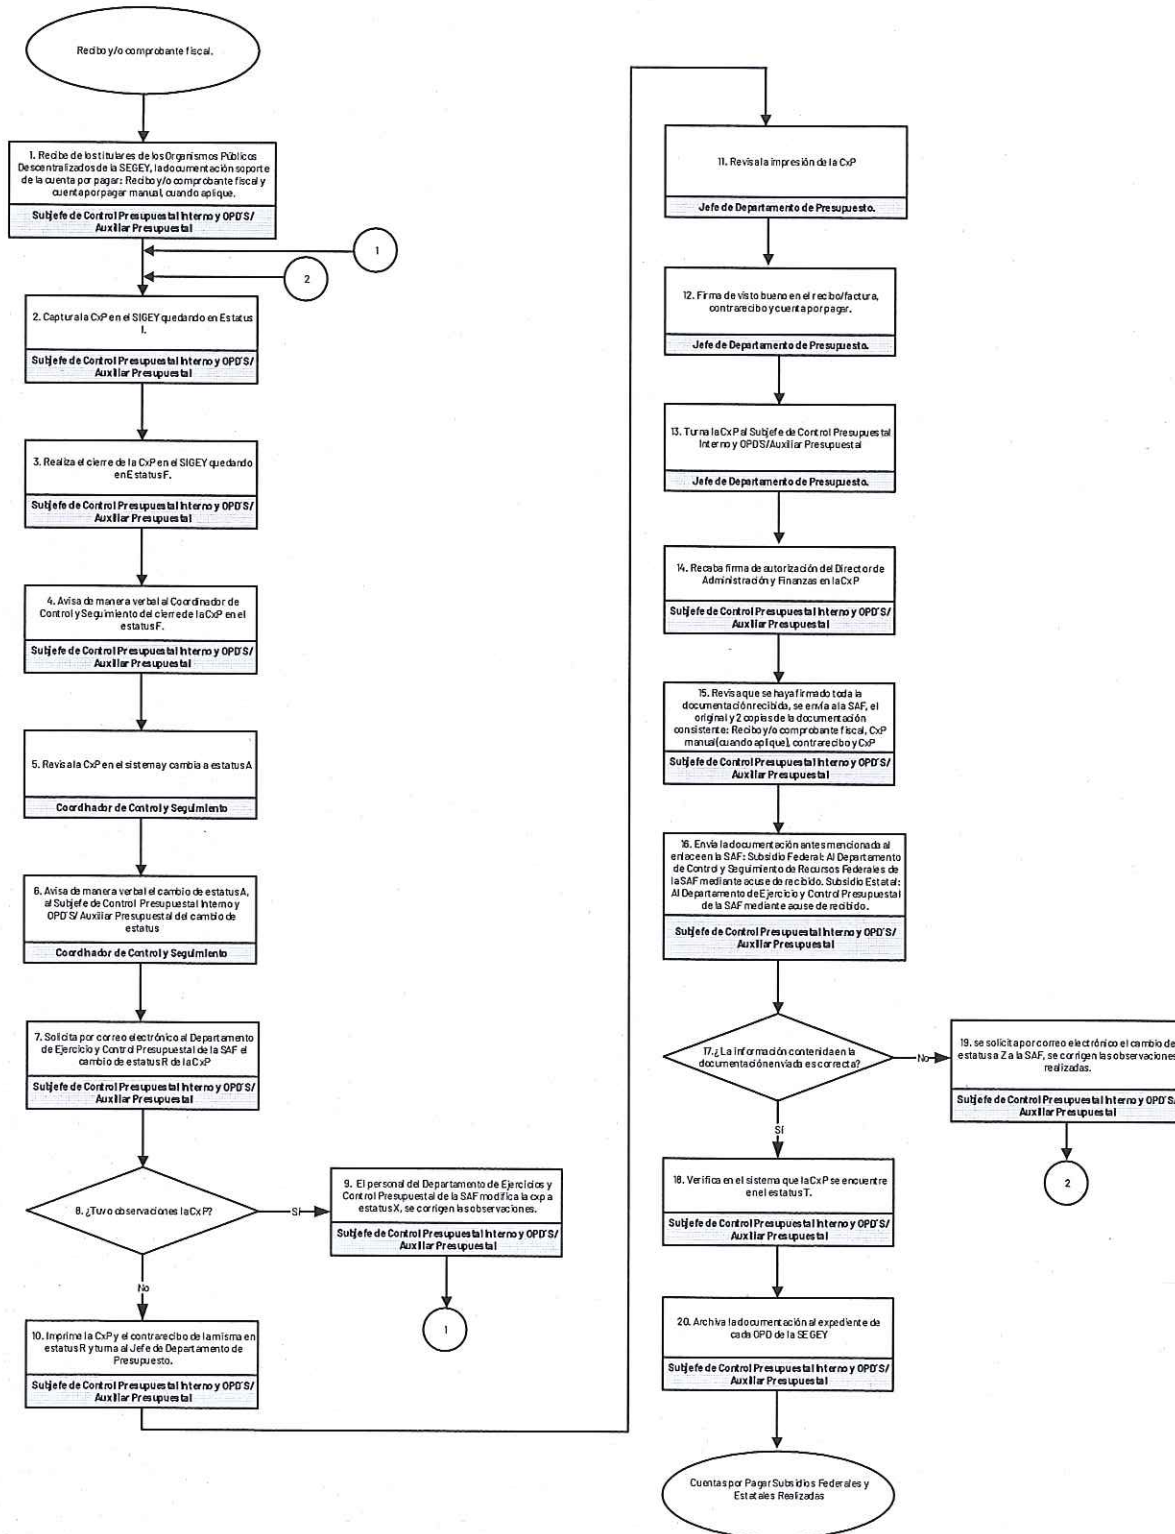 Recibo y/o comprobante fiscal.
1. Recibe de los titulares de los Organismos Públicos
Descentralizados de la SEGEY, la documentación soporte
de la cuenta por pagar: Recibo y/o comprobante fiscal y
cuenta por pagar manual, cuando aplique.
Subjefe de Control Presupuestal Interno y OPD'S/
Auxiliar Presupuestal
1
2
2. Captura la CxP en el SIGEY quedando en Estatus
I.
Subjefe de Control Presupuestal Interno y OPD'S/
Auxiliar Presupuestal
3. Realiza el cierre de la CxP en el SIGEY quedando
en Estatus F.
Subjefe de Control Presupuestal Interno y OPD'S/
Auxiliar Presupuestal
4. Avisa de manera verbal al Coordinador de
Control y Seguimiento del cierre de la CxP en el
estatus F.
Subjefe de Control Presupuestal Interno y OPD'S/
Auxiliar Presupuestal
5. Revisa la CxP en el sistema y cambia a estatus A
Coordinador de Control y Seguimiento
6. Avisa de manera verbal el cambio de estatus A,
al Subjefe de Control Presupuestal Interno y
OPD'S/ Auxiliar Presupuestal del cambio de
estatus
Coordinador de Control y Seguimiento
7. Solicita por correo electrónico al Departamento
de Ejercicio y Control Presupuestal de la SAF el
cambio de estatus R de la CxP
Subjefe de Control Presupuestal Interno y OPD'S/
Auxiliar Presupuestal
8. ¿Tuvo observaciones la CxP?
Sí
9. El personal del Departamento de Ejercicios y
Control Presupuestal de la SAF modifica la cxp a
estatus X, se corrigen las observaciones.
Subjefe de Control Presupuestal Interno y OPD'S/
Auxiliar Presupuestal
1
No
10. Imprime la CxP y el contrarecibo de la misma en
estatus R y turna al Jefe de Departamento de
Presupuesto.
Subjefe de Control Presupuestal Interno y OPD'S/
Auxiliar Presupuestal
11. Revisa la impresión de la CxP
Jefe de Departamento de Presupuesto.
12. Firma de visto bueno en el recibo/factura,
contrarecibo y cuenta por pagar.
Jefe de Departamento de Presupuesto.
13. Turna la CxP al Subjefe de Control Presupuestal
Interno y OPD'S/Auxiliar Presupuestal
Jefe de Departamento de Presupuesto.
14. Recaba firma de autorización del Director de
Administración y Finanzas en la CxP
Subjefe de Control Presupuestal Interno y OPD'S/
Auxiliar Presupuestal
15. Revisa que se haya firmado toda la
documentación recibida, se envía a la SAF, el
original y 2 copias de la documentación
consistente: Recibo y/o comprobante fiscal, CxP
manual(cuando aplique), contrarecibo y CxP
Subjefe de Control Presupuestal Interno y OPD'S/
Auxiliar Presupuestal
16. Envía la documentación antes mencionada al
enlace en la SAF: Subsidio Federal: Al Departamento
de Control y Seguimiento de Recursos Federales de
la SAF mediante acuse de recibido. Subsidio Estatal:
Al Departamento de Ejercicio y Control Presupuestal
de la SAF mediante acuse de recibido.
Subjefe de Control Presupuestal Interno y OPD'S/
Auxiliar Presupuestal
17.¿La información contenida en la
documentación enviada es correcta?
No
19. se solicita por correo electrónico el cambio de
estatus a Z a la SAF, se corrigen las observaciones
realizadas.
Subjefe de Control Presupuestal Interno y OPD'S/
Auxiliar Presupuestal
2
Sí
18. Verifica en el sistema que la CxP se encuentre
en el estatus T.
Subjefe de Control Presupuestal Interno y OPD'S/
Auxiliar Presupuestal
20. Archiva la documentación al expediente de
cada OPD de la SEGEY
Subjefe de Control Presupuestal Interno y OPD'S/
Auxiliar Presupuestal
Cuentas por Pagar Subsidios Federales y
Estatales Realizadas